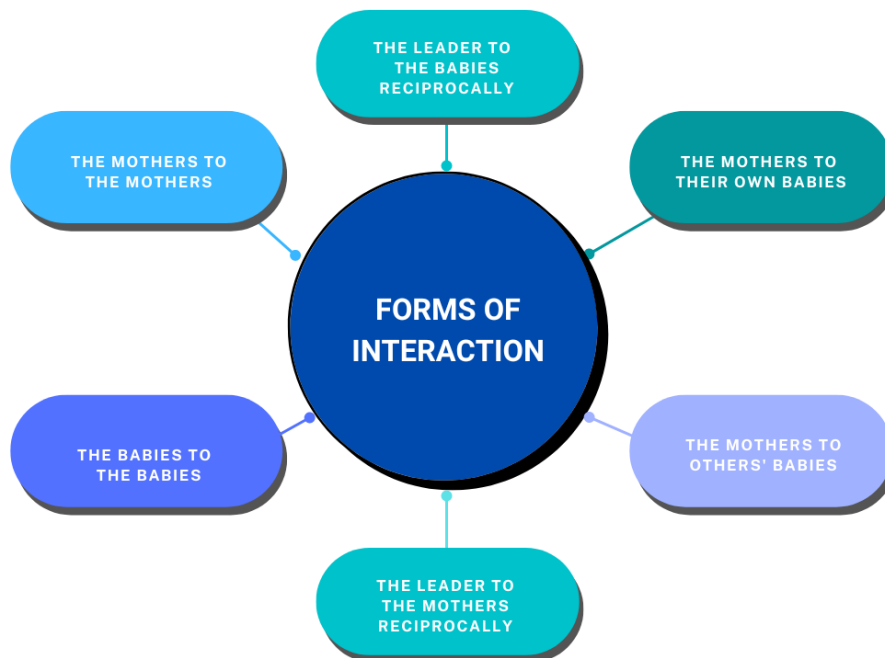 THE LEADER TO
THE BABIES
RECIPROCALLY
THE MOTHERS TO
THE MOTHERS
THE MOTHERS TO
THEIR OWN BABIES
FORMS OF
INTERACTION
THE BABIES TO
THE BABIES
THE MOTHERS TO
OTHERS' BABIES
THE LEADER TO
THE MOTHERS
RECIPROCALLY